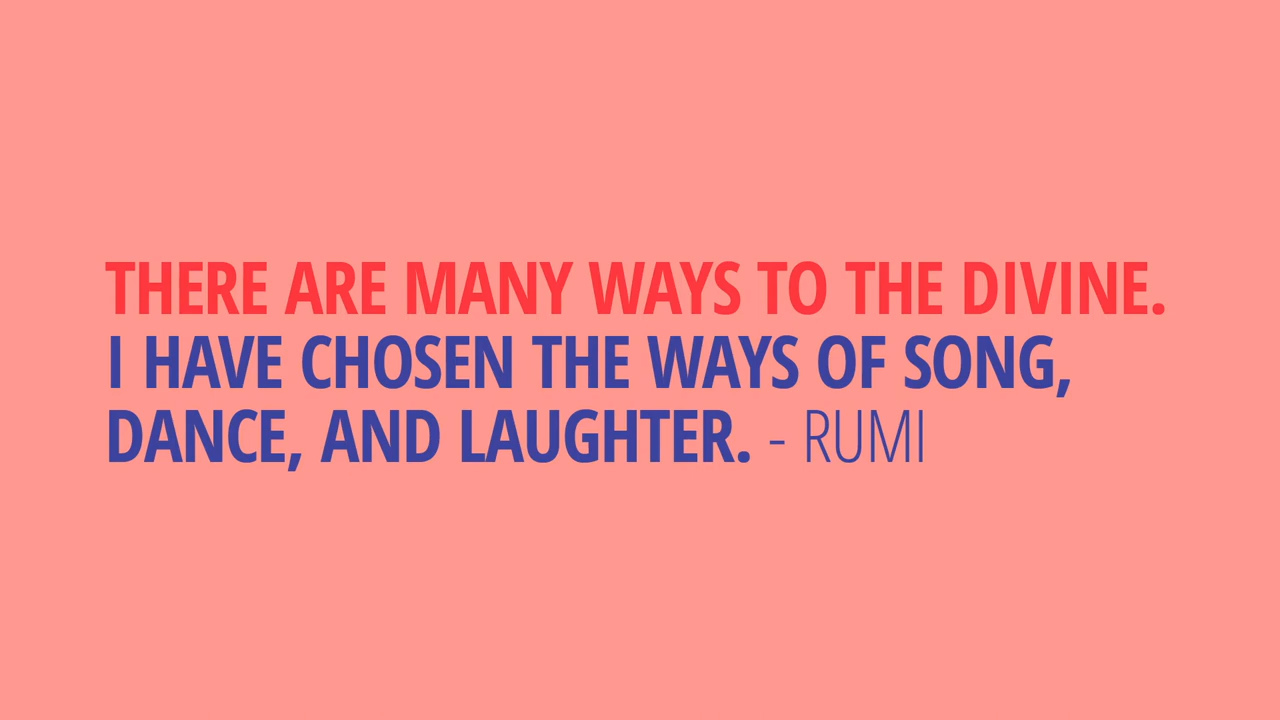 THERE ARE MANY WAYS TO THE DIVINE.
I HAVE CHOSEN THE WAYS OF SONG,
DANCE, AND LAUGHTER. - RUMI